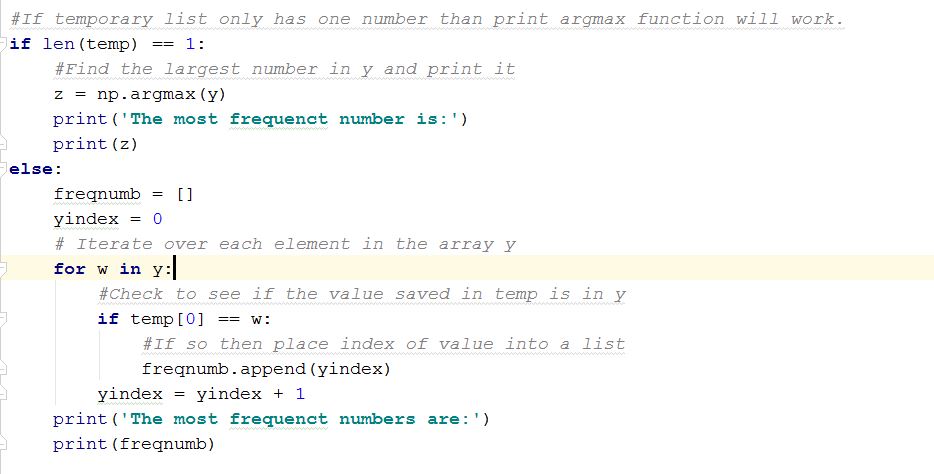 #If temporary list only has one number than print argmax function will work.
if len(temp) == 1:
#Find the largest number in y and print it
z = np.argmax(y)
print('The most frequenct number is:')
print(z)
else:
freqnumb = []
yindex = 0
# Iterate over each element in the array y
for w in y:
#Check to see if the value saved in temp is in y
if temp[0] == w:
#If so then place index of value into a list
freqnumb.append(yindex)
yindex = yindex + 1
print('The most frequenct numbers are:')
print(freqnumb)